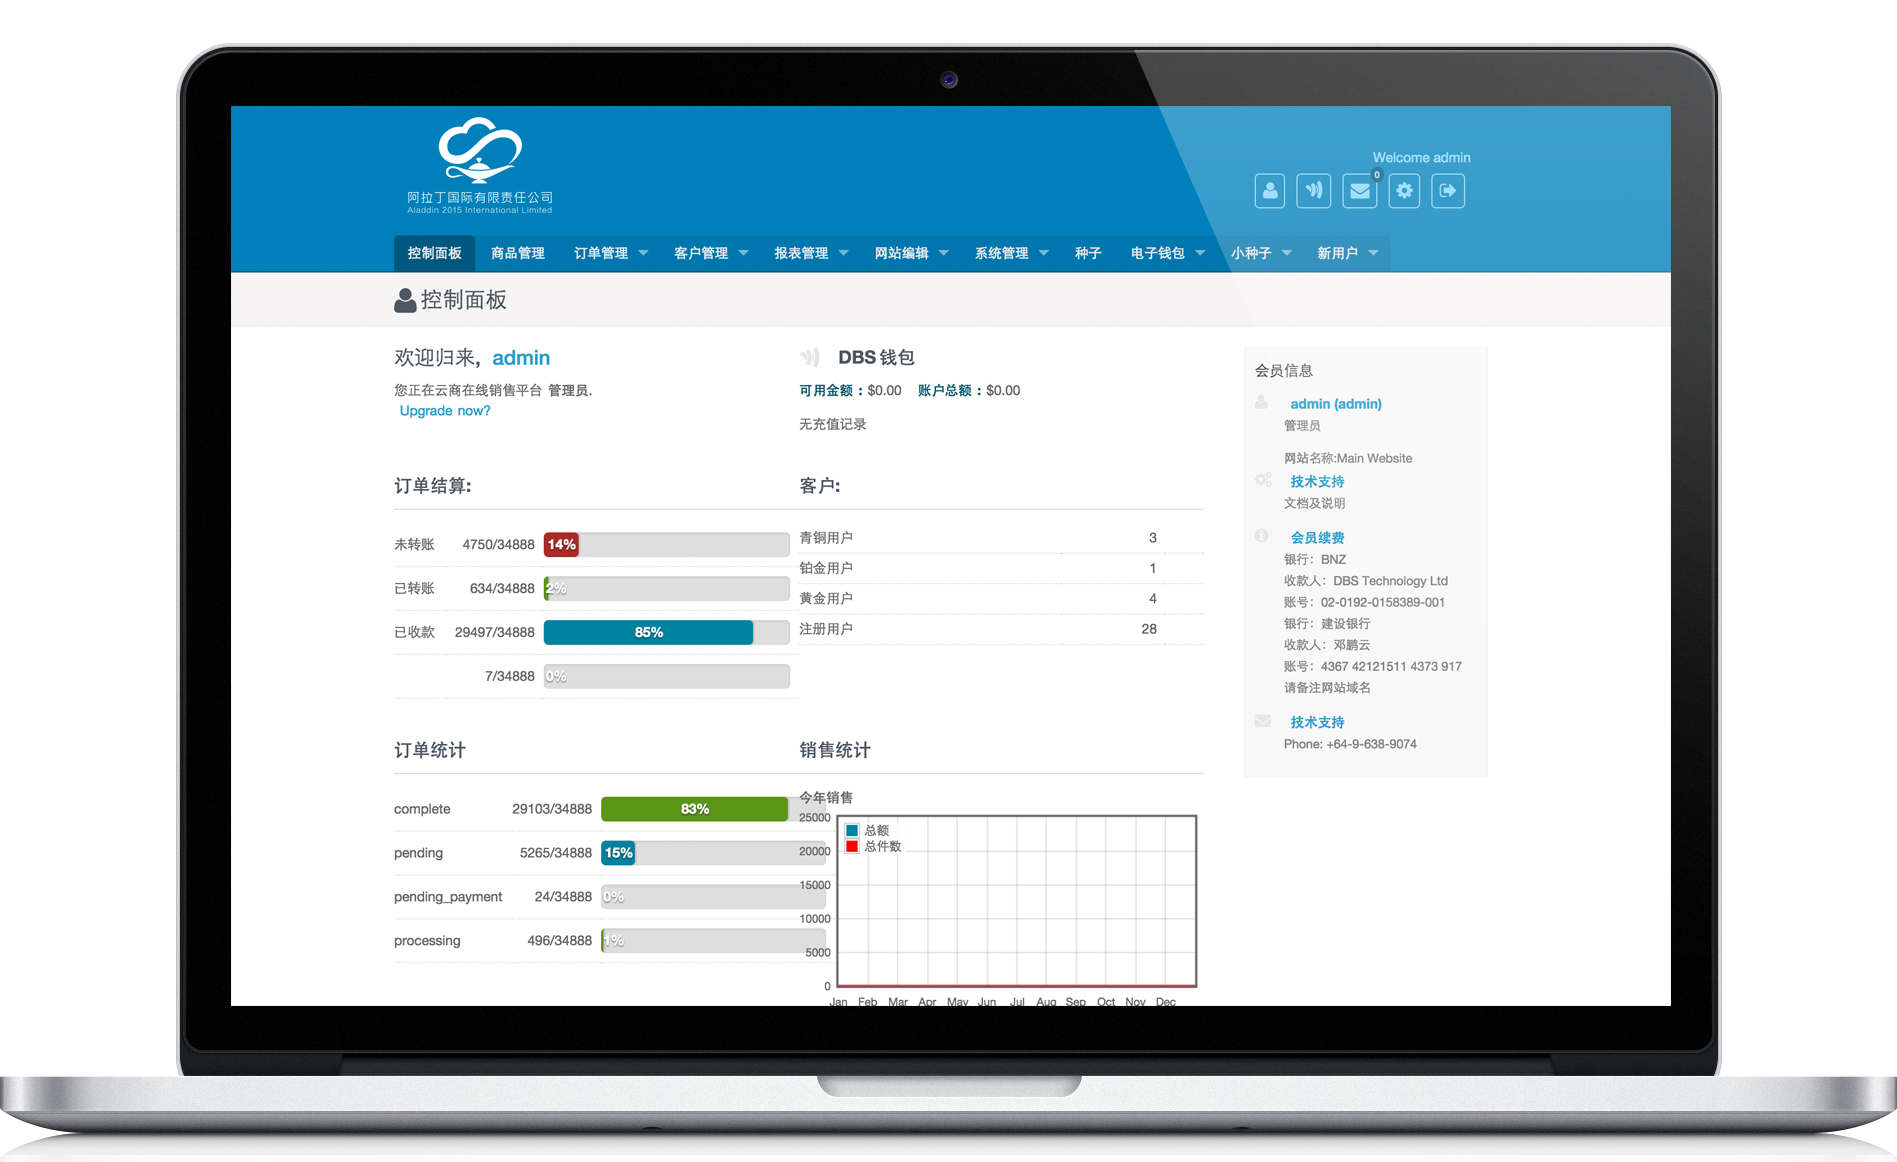 阿拉丁国际有限责任公司
Aladdin 2015 International Limited
Welcome admin
0
控制面板 商品管理 订单管理 客户管理 报表管理 网站编辑 系统管理 种子 电子钱包 小种子 新用户
控制面板
欢迎归来，admin
您正在云商在线销售平台 管理员.
Upgrade now?
DBS 钱包
可用金额：$0.00 账户总额：$0.00
无充值记录
订单结算:
未转账 4750/34888 14%
已转账 634/34888 2%
已收款 29497/34888 85%
7/34888 0%
客户:
青铜用户 3
铂金用户 1
黄金用户 4
注册用户 28
订单统计
complete 29103/34888 83%
pending 5265/34888 15%
pending_payment 24/34888 0%
processing 496/34888 1%
销售统计
今年销售
25000
20000
15000
10000
5000
0
总额
总件数
Jan Feb Mar Apr May Jun Jul Aug Sep Oct Nov Dec
会员信息
admin (admin)
管理员
网站名称:Main Website
技术支持
文档及说明
会员续费
银行：BNZ
收款人：DBS Technology Ltd
账号：02-0192-0158389-001
银行：建设银行
收款人：邓鹏云
账号：4367 42121511 4373 917
请备注网站域名
技术支持
Phone: +64-9-638-9074